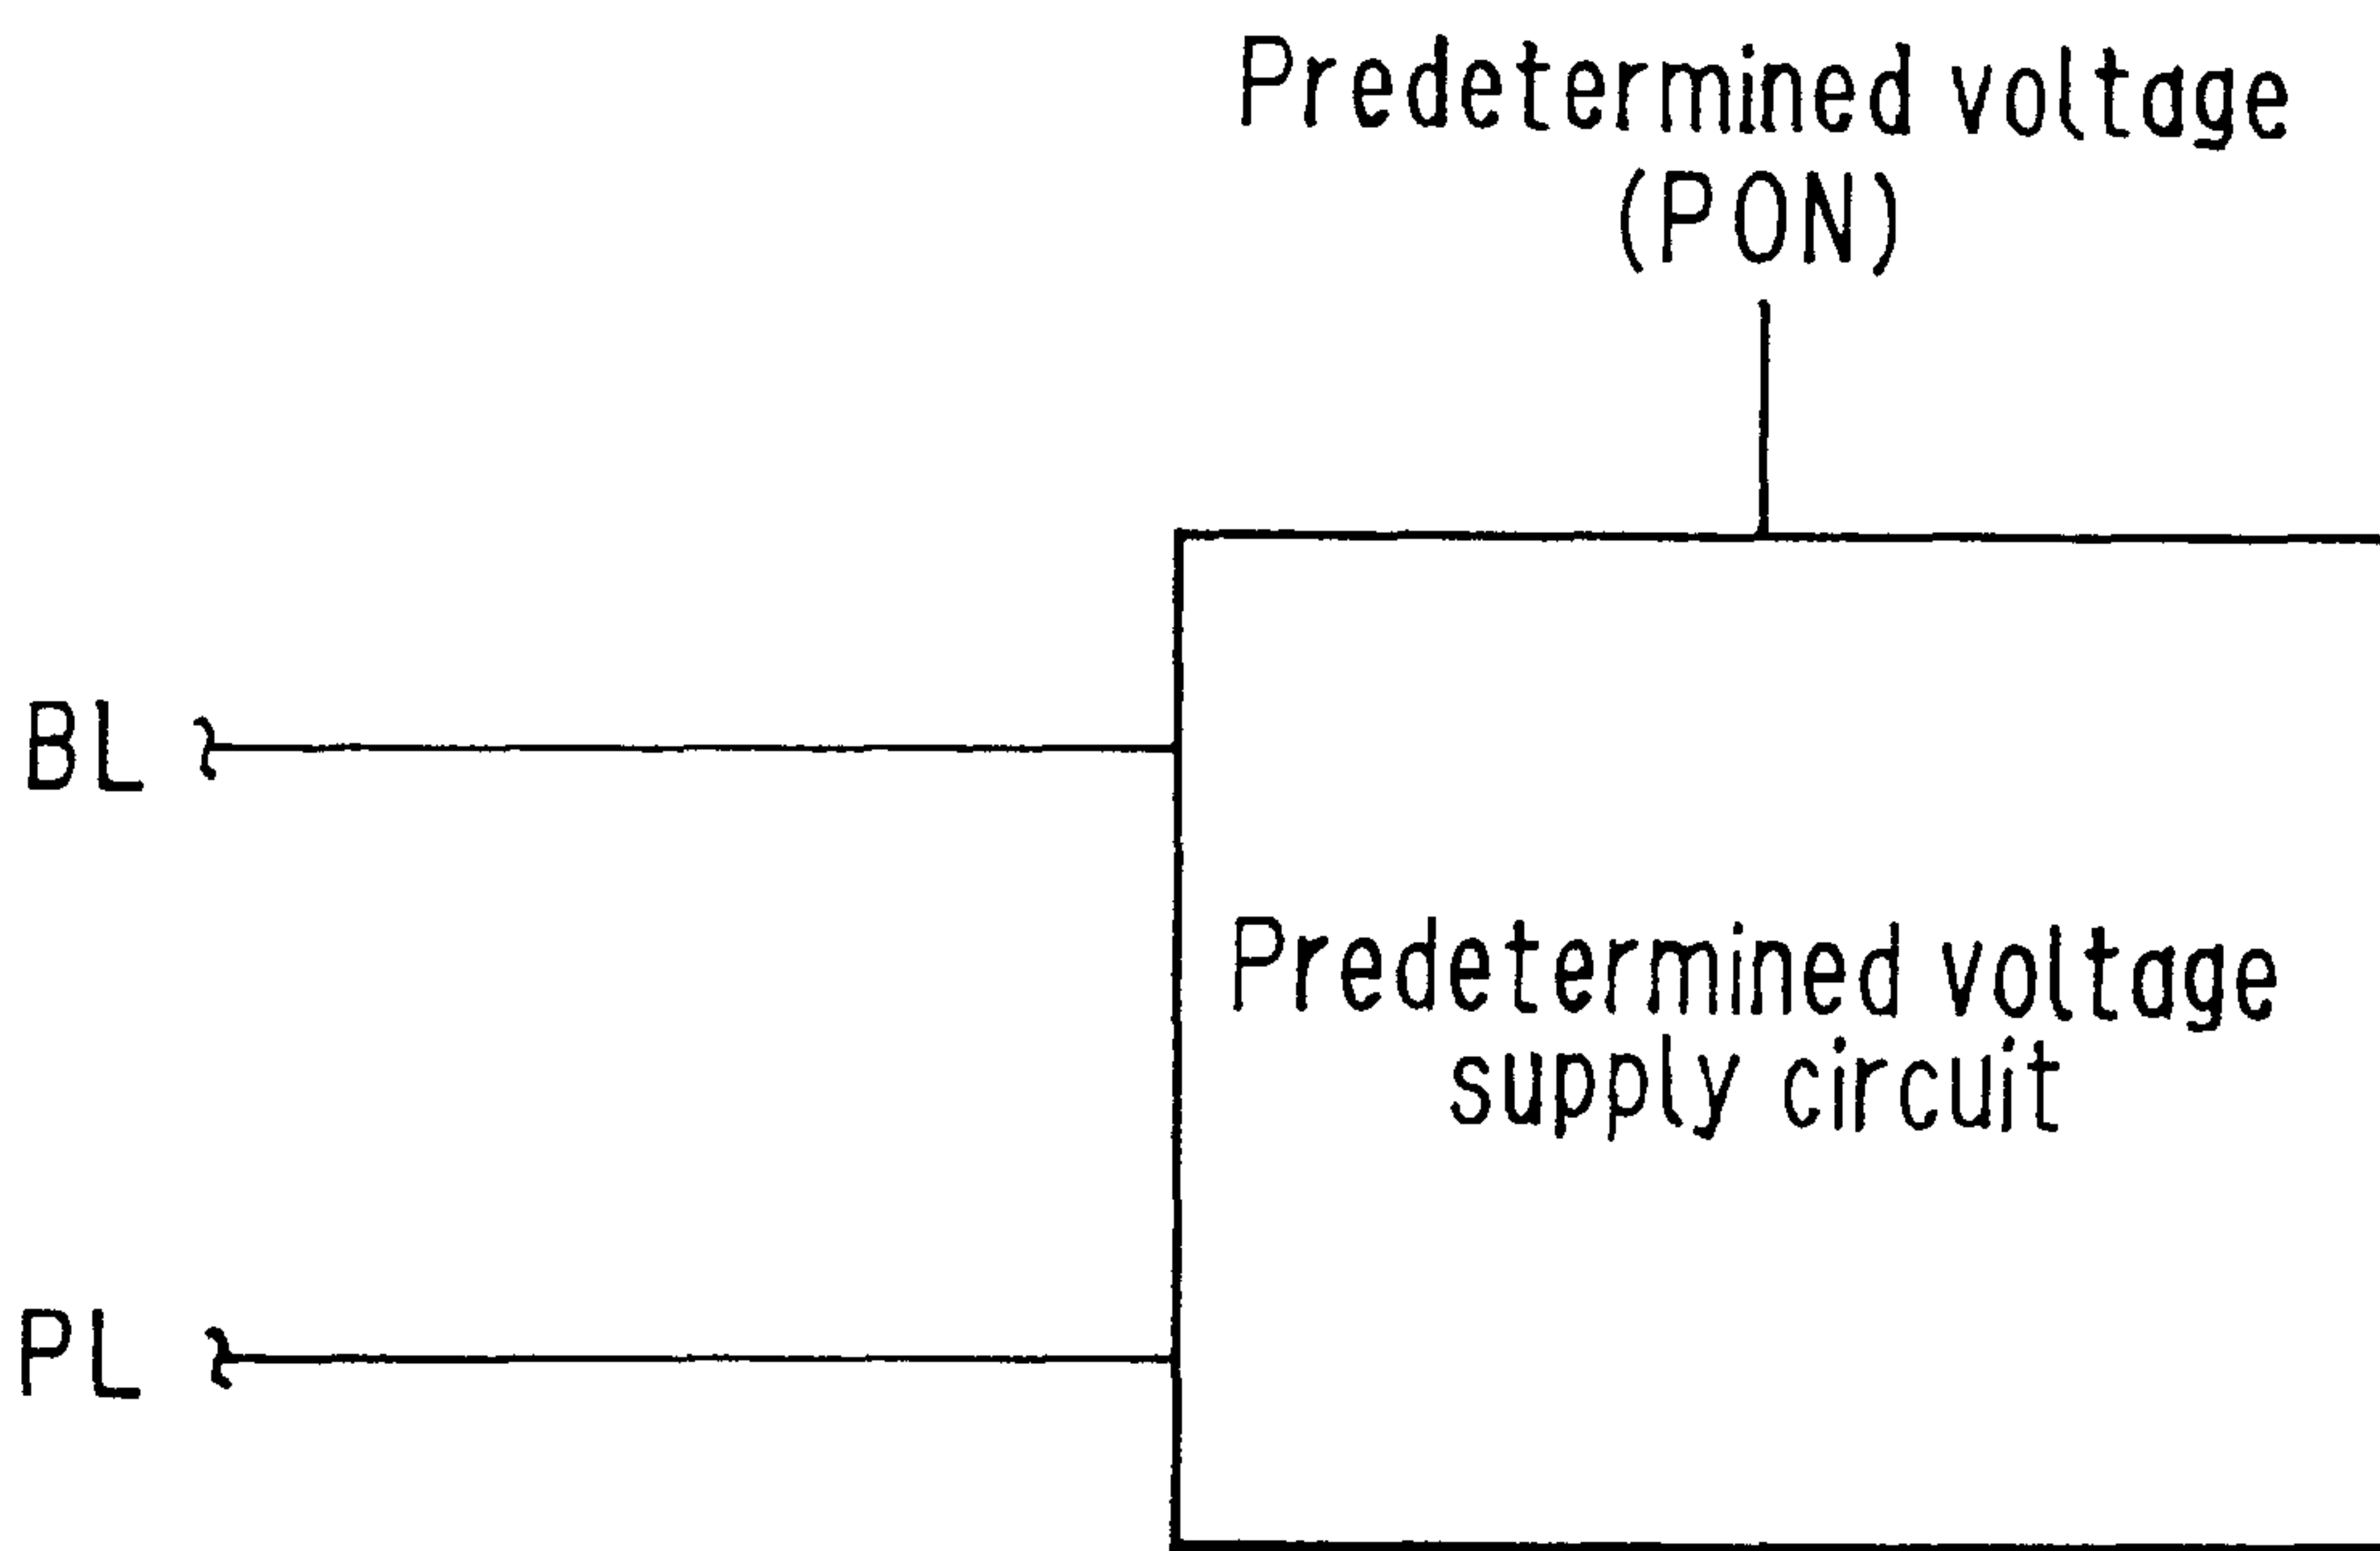 Predetermined voltage
(PON)
BL
Predetermined voltage
supply circuit
PL